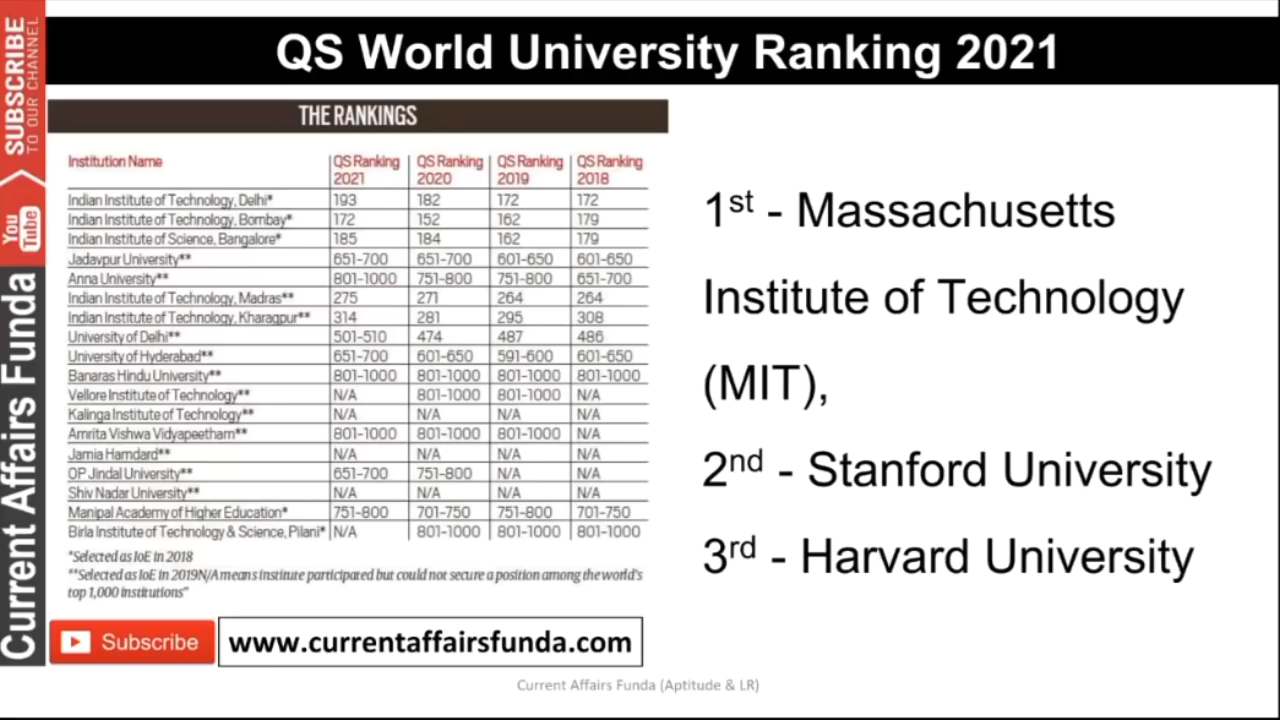 QS World University Ranking 2021
SUBSCRIBE
TO OUR CHANNEL
You
Tube
Current Affairs Funda
THE RANKINGS
Institution Name QS Ranking 2021 QS Ranking 2020 QS Ranking 2019 QS Ranking 2018
Indian Institute of Technology, Delhi* 193 182 172 172
Indian Institute of Technology, Bombay* 172 152 162 179
Indian Institute of Science, Bangalore* 185 184 162 179
Jadavpur University** 651-700 651-700 601-650 601-650
Anna University** 801-1000 751-800 751-800 651-700
Indian Institute of Technology, Madras** 275 271 264 264
Indian Institute of Technology, Kharagpur** 314 281 295 308
University of Delhi** 501-510 474 487 486
University of Hyderabad** 651-700 601-650 591-600 601-650
Banaras Hindu University** 801-1000 801-1000 801-1000 801-1000
Vellore Institute of Technology** N/A 801-1000 801-1000 N/A
Kalinga Institute of Technology** N/A N/A N/A N/A
Amrita Vishwa Vidyapeetham** 801-1000 801-1000 801-1000 N/A
Jamia Hamdard** N/A N/A N/A N/A
OP Jindal University** 651-700 751-800 N/A N/A
Shiv Nadar University** N/A N/A N/A N/A
Manipal Academy of Higher Education* 751-800 701-750 751-800 701-750
Birla Institute of Technology & Science, Pilani* N/A 801-1000 801-1000 801-1000
*Selected as IoE in 2018
**Selected as IoE in 2019N/A means institute participated but could not secure a position among the world's
top 1,000 institutions"
1st - Massachusetts
Institute of Technology
(MIT),
2nd - Stanford University
3rd - Harvard University
Subscribe
www.currentaffairsfunda.com
Current Affairs Funda (Aptitude & LR)